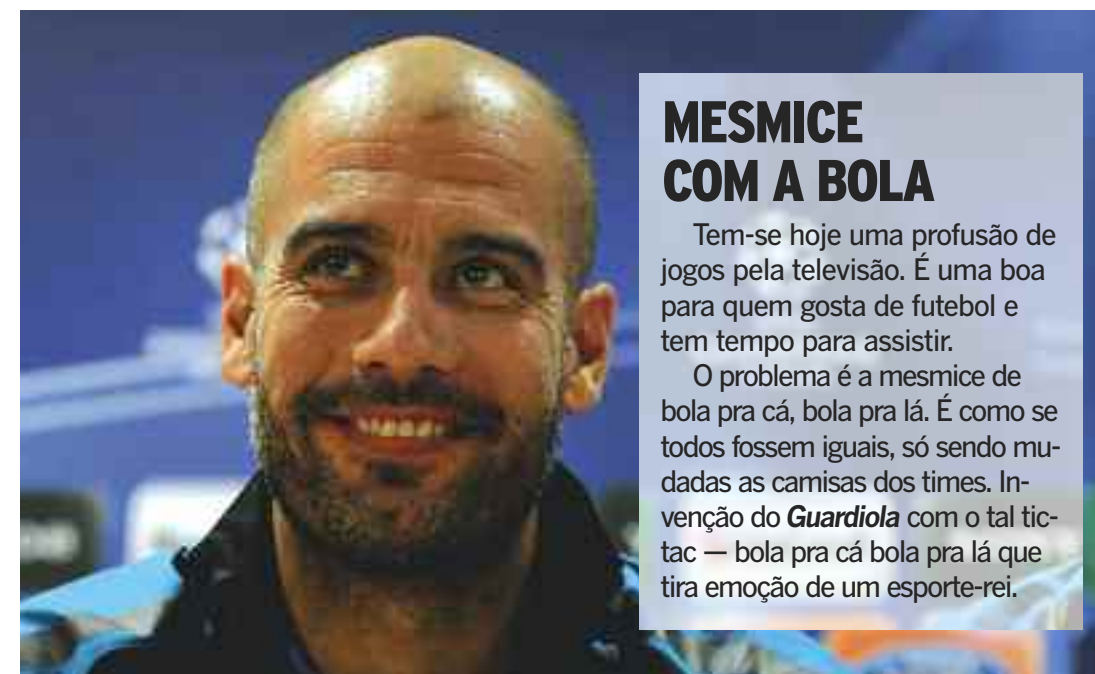 MESMICE
COM A BOLA
Tem-se hoje uma profusão de
jogos pela televisão. É uma boa
para quem gosta de futebol e
tem tempo para assistir.
O problema é a mesmice de
bola pra cá, bola pra lá. É como se
todos fossem iguais, só sendo mu-
dadas as camisas dos times. In-
venção do Guardiola com o tal tic-
tac — bola pra cá bola pra lá que
tira emoção de um esporte-rei.